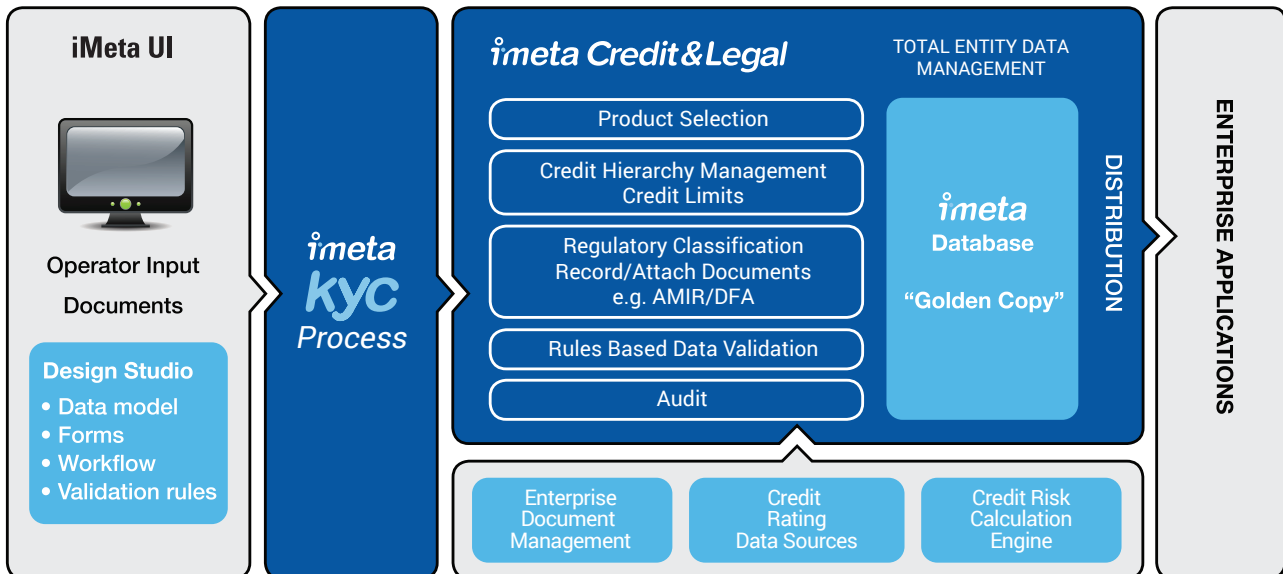 iMeta UI
Operator Input
Documents
Design Studio
• Data model
• Forms
• Workflow
• Validation rules
imeta
kyc
Process
imeta Credit&Legal
Product Selection
Credit Hierarchy Management
Credit Limits
Regulatory Classification
Record/Attach Documents
e.g. AMIR/DFA
Rules Based Data Validation
Audit
TOTAL ENTITY DATA
MANAGEMENT
imeta
Database
“Golden Copy”
DISTRIBUTION
Enterprise
Document
Management
Credit
Rating
Data Sources
Credit Risk
Calculation
Engine
ENTERPRISE APPLICATIONS